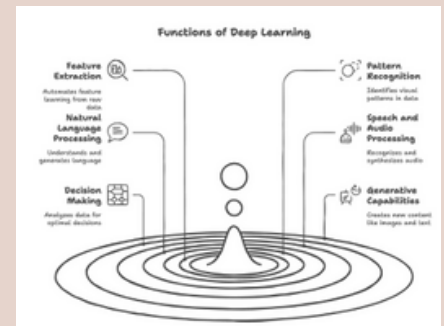 Functions of Deep Learning
Feature
Extraction
Automates feature
learning from raw
data
Natural
Language
Processing
Understands and
generates language
Decision
Making
Analyzes data for
optimal decisions
Pattern
Recognition
Identifies visual
patterns in data
Speech and
Audio
Processing
Recognizes and
synthesizes audio
Generative
Capabilities
Creates new content
like images and text